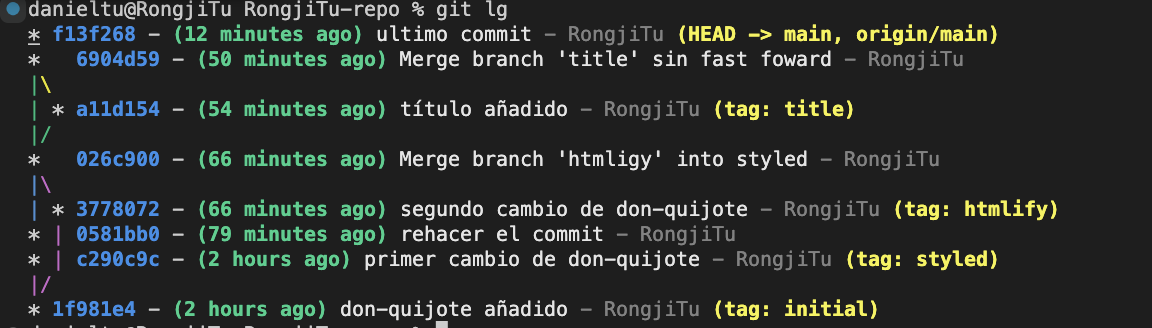 danieltu@RongjiTu RongjiTu-repo % git lg
* f13f268 - (12 minutes ago) ultimo commit - RongjiTu (HEAD -> main, origin/main)
*   6904d59 - (50 minutes ago) Merge branch 'title' sin fast foward - RongjiTu
|\
| * a11d154 - (54 minutes ago) título añadido - RongjiTu (tag: title)
|/
*   026c900 - (66 minutes ago) Merge branch 'htmligy' into styled - RongjiTu
|\
| * 3778072 - (66 minutes ago) segundo cambio de don-quijote - RongjiTu (tag: htmlify)
* | 0581bb0 - (79 minutes ago) rehacer el commit - RongjiTu
* | c290c9c - (2 hours ago) primer cambio de don-quijote - RongjiTu (tag: styled)
|/
* 1f981e4 - (2 hours ago) don-quijote añadido - RongjiTu (tag: initial)